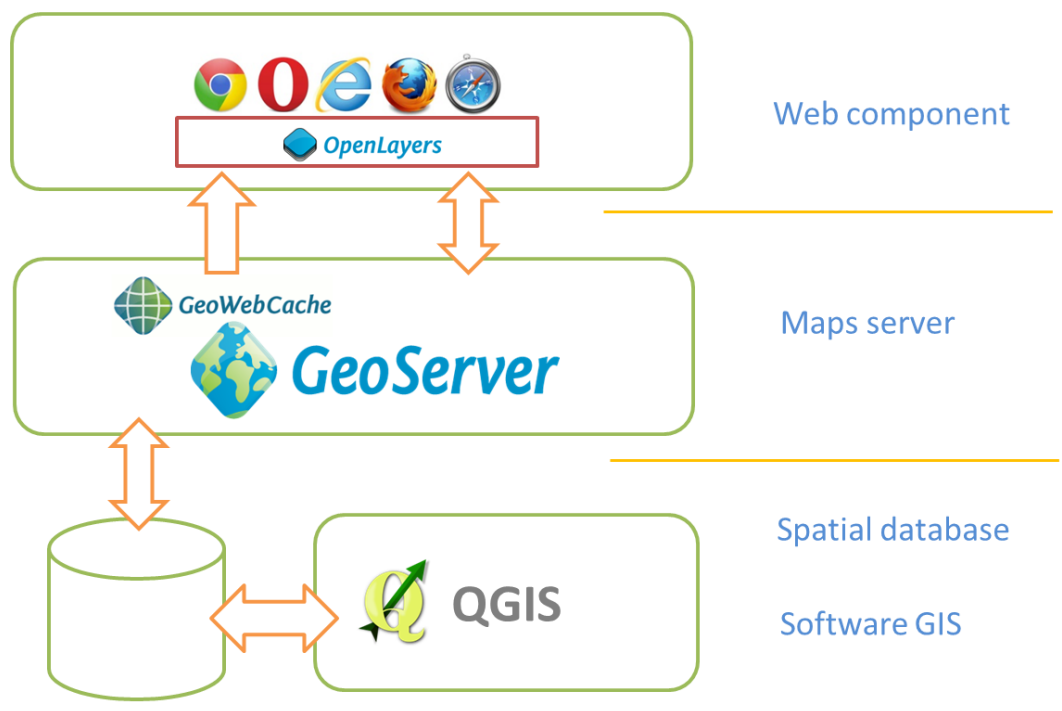 OpenLayers
Web component
GeoWebCache
GeoServer
Maps server
QGIS
Spatial database
Software GIS